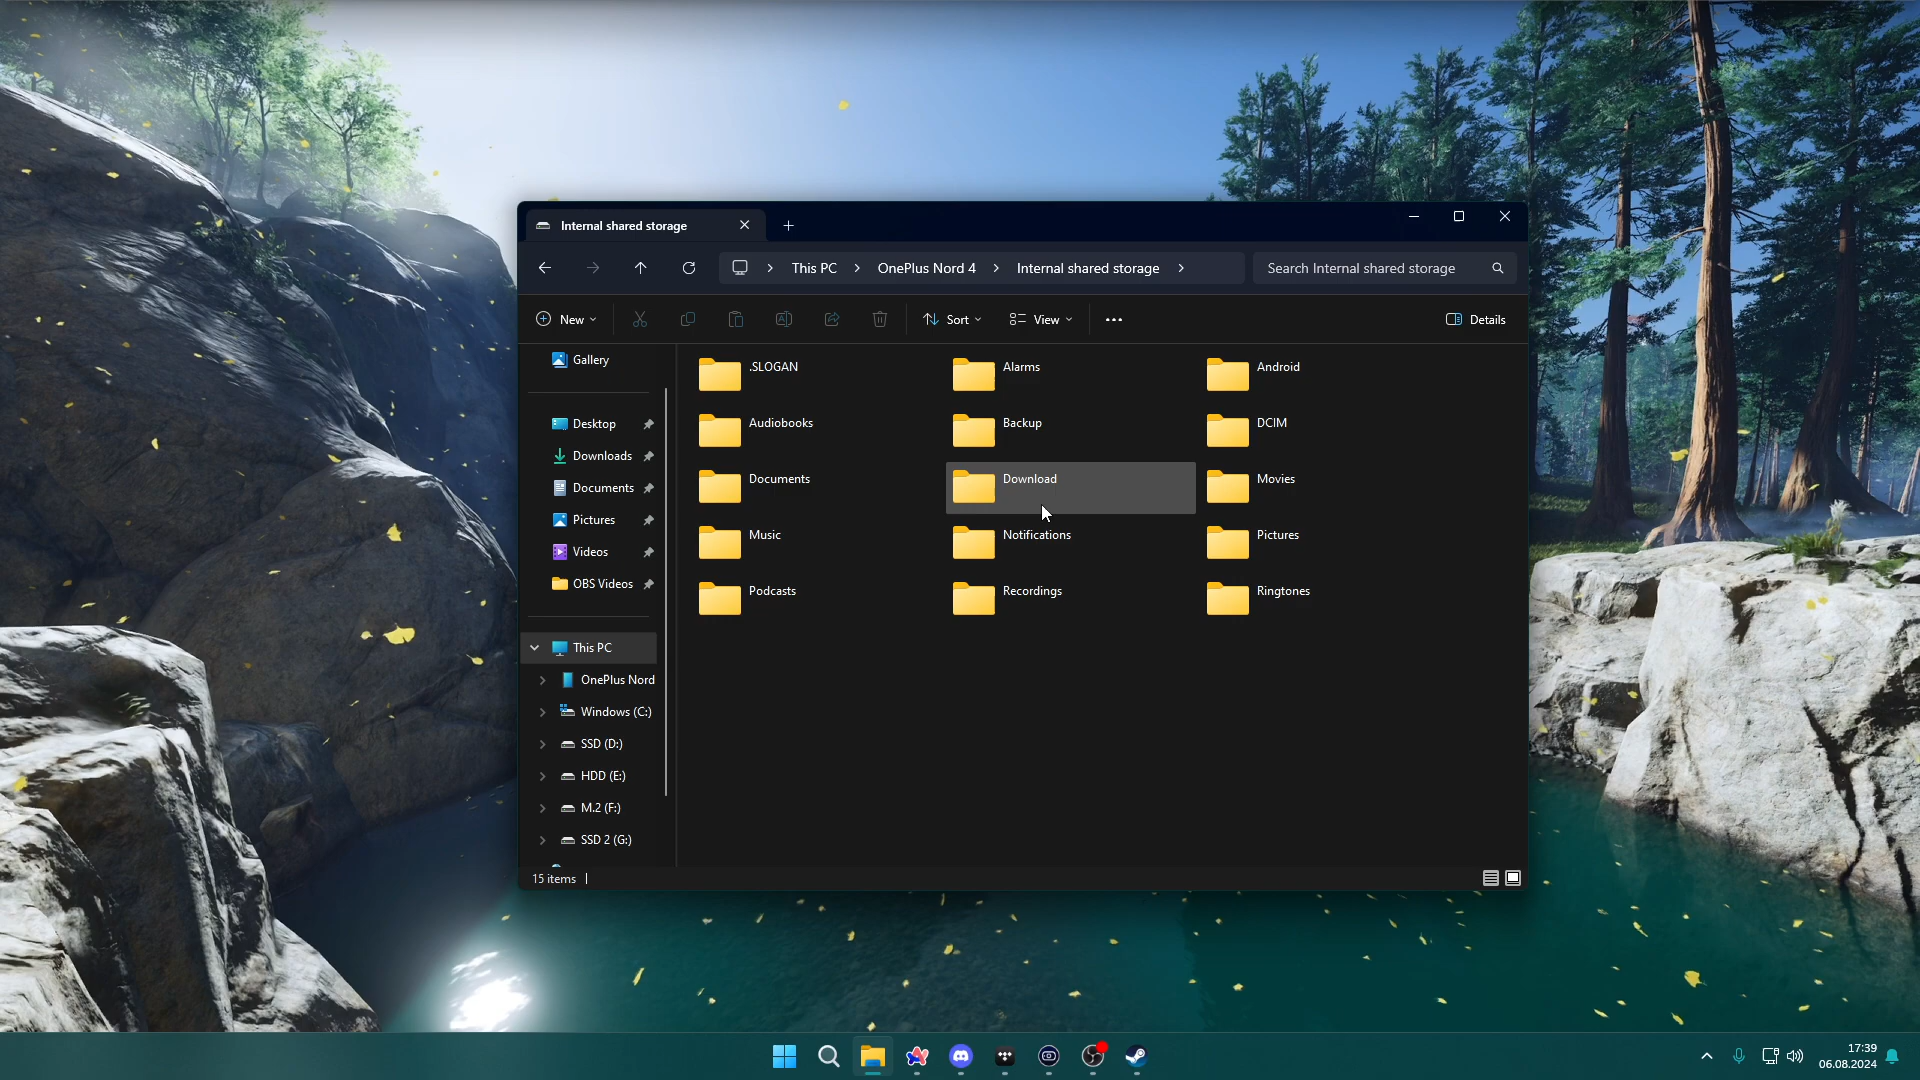 Internal shared storage
This PC
OnePlus Nord 4
Internal shared storage
Search Internal shared storage
New
Sort
View
Details
Gallery
Desktop
Downloads
Documents
Pictures
Videos
OBS Videos
This PC
OnePlus Nord
Windows (C:)
SSD (D:)
HDD (E:)
M.2 (F:)
SSD 2 (G:)
.SLOGAN
Alarms
Android
Audiobooks
Backup
DCIM
Documents
Download
Movies
Music
Notifications
Pictures
Podcasts
Recordings
Ringtones
15 items
17:39
06.08.2024